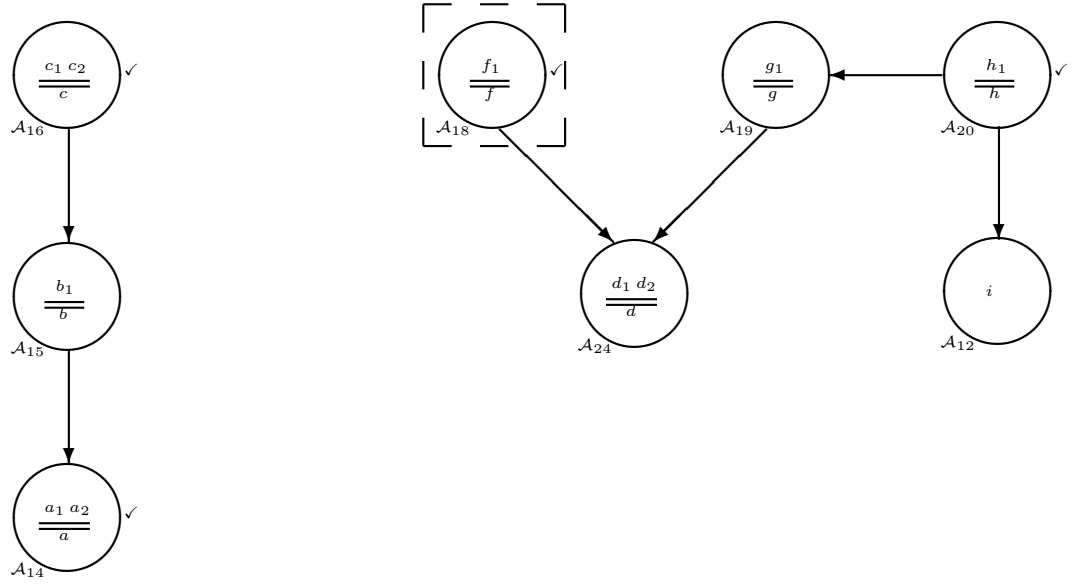 c₁ c₂ ✓
c
𝒜₁₆
f₁ ✓
f
𝒜₁₈
g₁
g
𝒜₁₉
h₁ ✓
h
𝒜₂₀
b₁
b
𝒜₁₅
d₁ d₂
d
𝒜₂₄
i
𝒜₁₂
a₁ a₂ ✓
a
𝒜₁₄